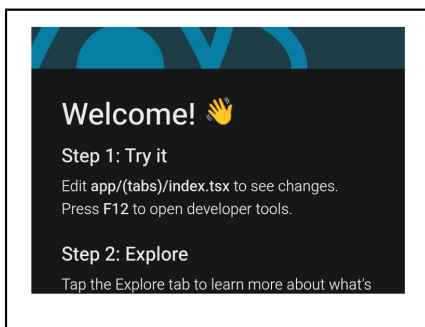 Welcome! 👋
Step 1: Try it
Edit app/(tabs)/index.tsx to see changes.
Press F12 to open developer tools.
Step 2: Explore
Tap the Explore tab to learn more about what's